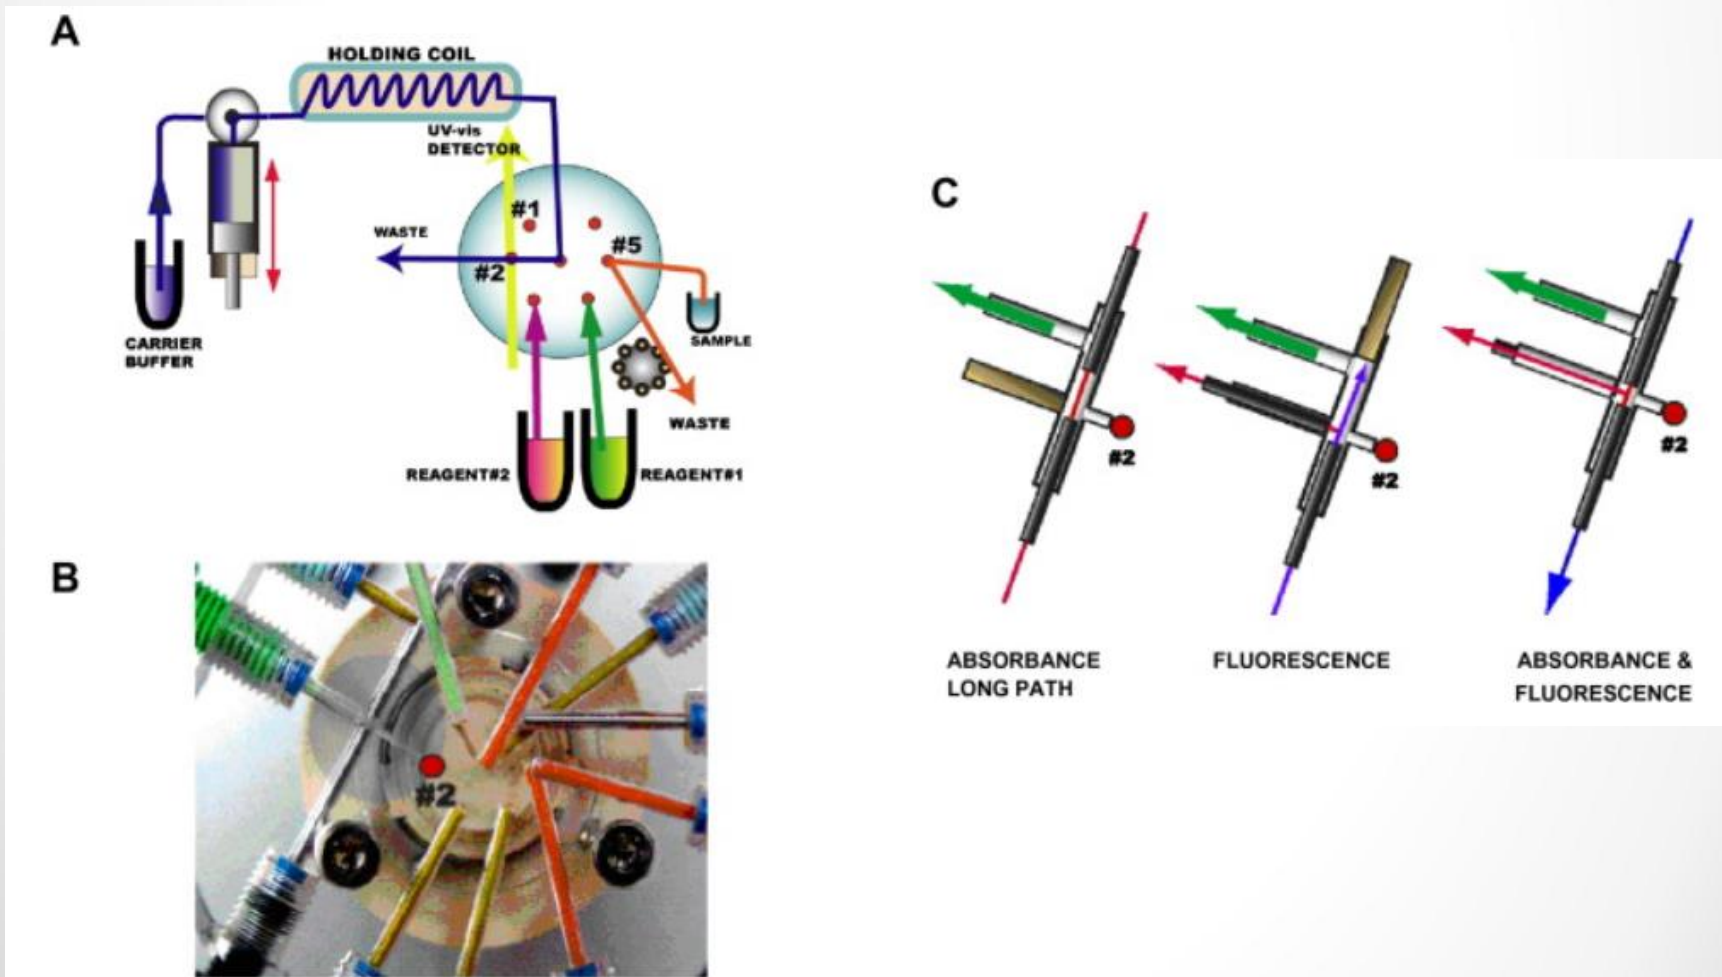 A
HOLDING COIL
UV-vis
DETECTOR
#1
WASTE
#5
#2
SAMPLE
CARRIER
BUFFER
WASTE
REAGENT#2
REAGENT#1
B
#2
C
#2
#2
#2
ABSORBANCE
LONG PATH
FLUORESCENCE
ABSORBANCE &
FLUORESCENCE